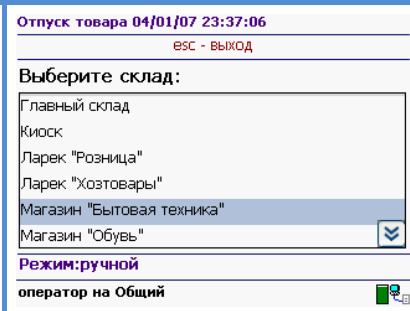 Отпуск товара 04/01/07 23:37:06
esc - выход
Выберите склад:
Главный склад
Киоск
Ларек "Розница"
Ларек "Хозтовары"
Магазин "Бытовая техника"
Магазин "Обувь"
Режим:ручной
оператор на Общий